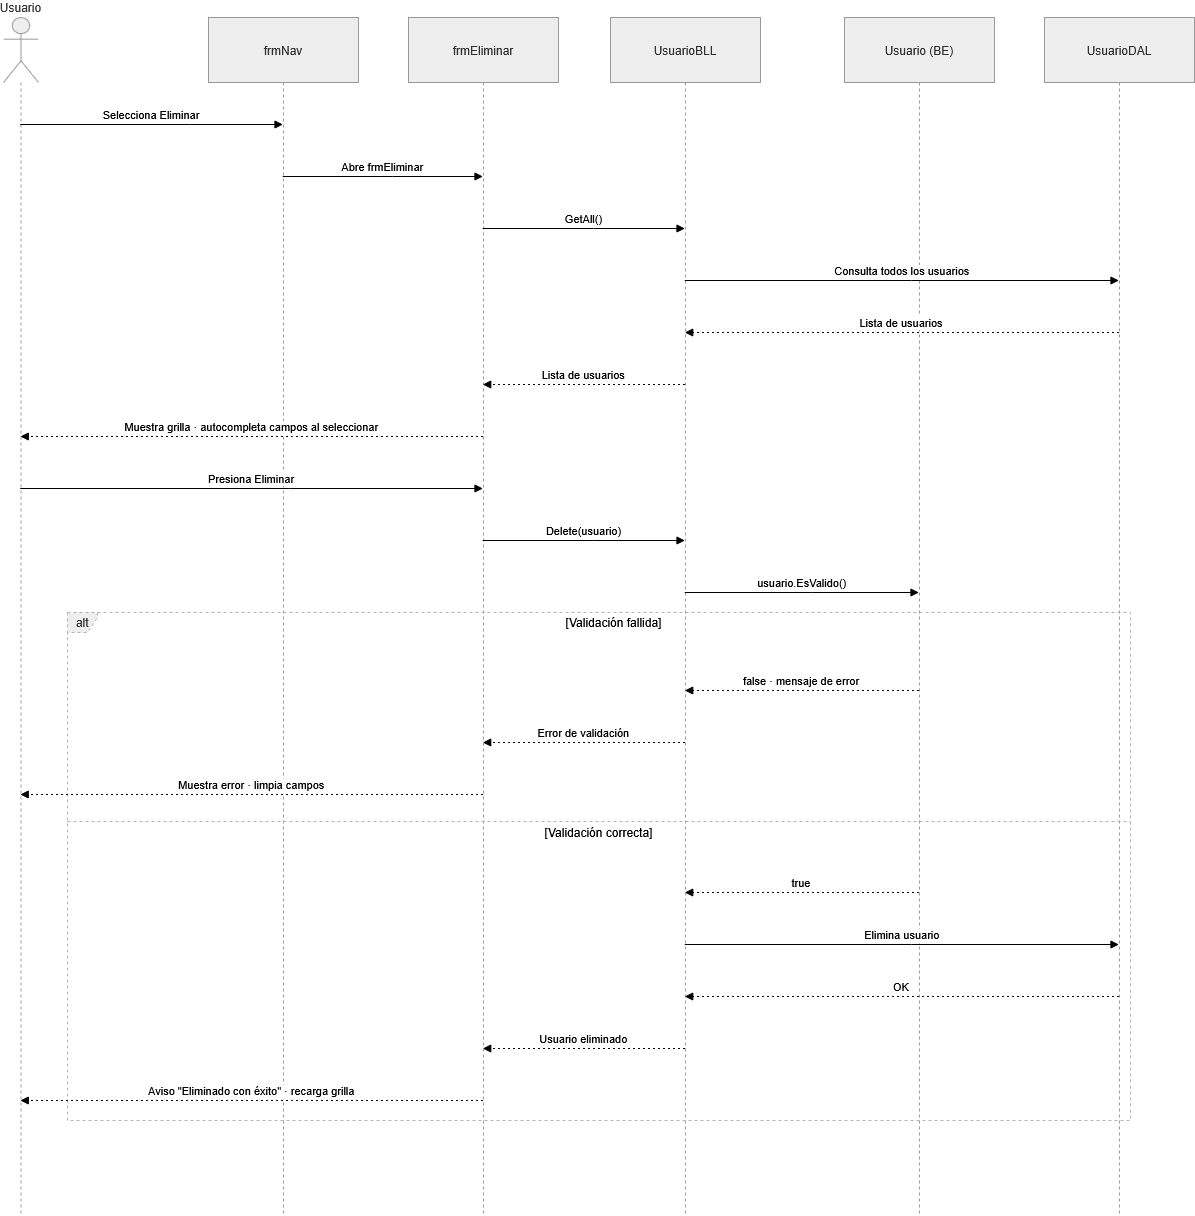 Usuario
frmNav
frmEliminar
UsuarioBLL
Usuario (BE)
UsuarioDAL
Selecciona Eliminar
Abre frmEliminar
GetAll()
Consulta todos los usuarios
Lista de usuarios
Lista de usuarios
Muestra grilla · autocompleta campos al seleccionar
Presiona Eliminar
Delete(usuario)
usuario.EsValido()
alt
[Validación fallida]
false · mensaje de error
Error de validación
Muestra error · limpia campos
[Validación correcta]
true
Elimina usuario
OK
Usuario eliminado
Aviso "Eliminado con éxito" · recarga grilla